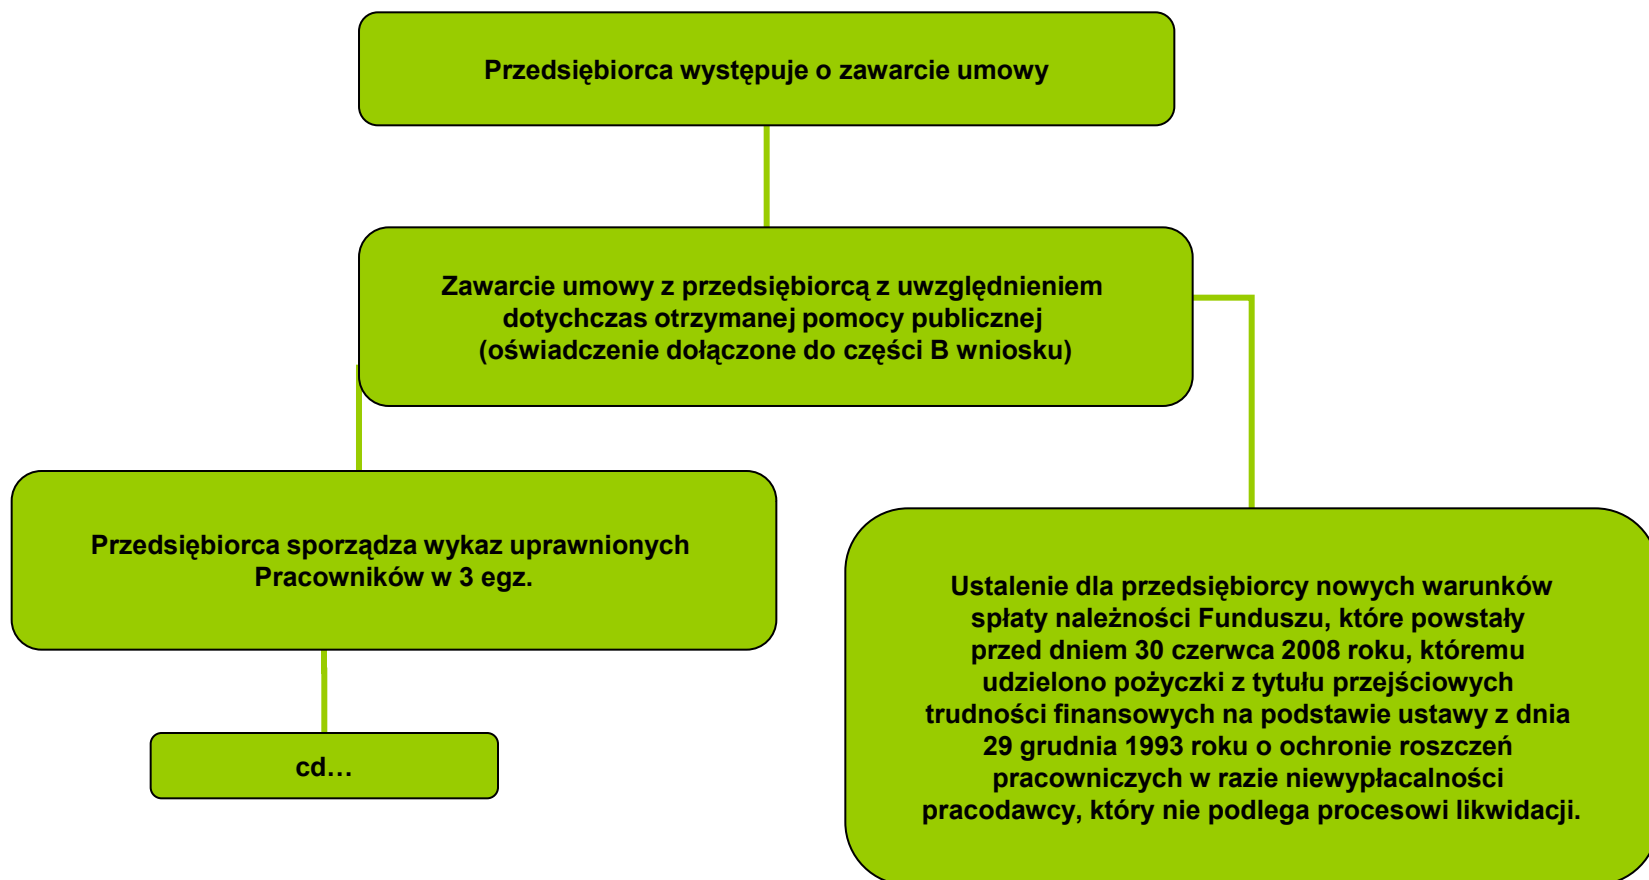 Przedsiębiorca występuje o zawarcie umowy
Zawarcie umowy z przedsiębiorcą z uwzględnieniem
dotychczas otrzymanej pomocy publicznej
(oświadczenie dołączone do części B wniosku)
Przedsiębiorca sporządza wykaz uprawnionych
Pracowników w 3 egz.
cd…
Ustalenie dla przedsiębiorcy nowych warunków
spłaty należności Funduszu, które powstały
przed dniem 30 czerwca 2008 roku, któremu
udzielono pożyczki z tytułu przejściowych
trudności finansowych na podstawie ustawy z dnia
29 grudnia 1993 roku o ochronie roszczeń
pracowniczych w razie niewypłacalności
pracodawcy, który nie podlega procesowi likwidacji.